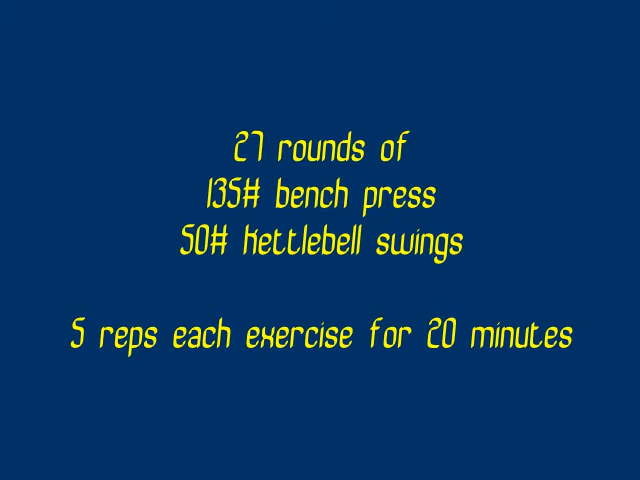 27 rounds of
135# bench press
50# kettlebell swings
5 reps each exercise for 20 minutes